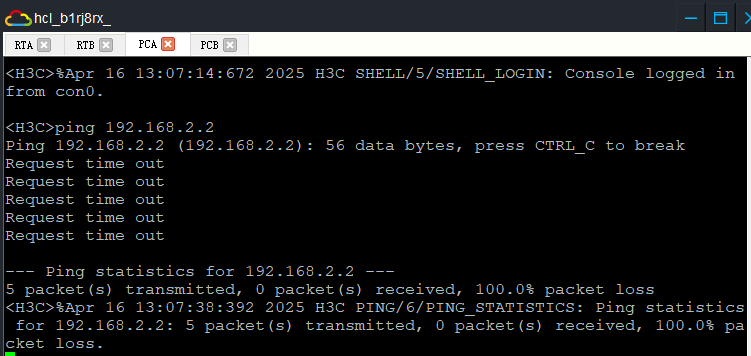 hcl_b1rj8rx_
RTA RTB PCA PCB
<H3C>%Apr 16 13:07:14:672 2025 H3C SHELL/5/SHELL_LOGIN: Console logged in
from con0.
<H3C>ping 192.168.2.2
Ping 192.168.2.2 (192.168.2.2): 56 data bytes, press CTRL_C to break
Request time out
Request time out
Request time out
Request time out
Request time out
--- Ping statistics for 192.168.2.2 ---
5 packet(s) transmitted, 0 packet(s) received, 100.0% packet loss
<H3C>%Apr 16 13:07:38:392 2025 H3C PING/6/PING_STATISTICS: Ping statistics
for 192.168.2.2: 5 packet(s) transmitted, 0 packet(s) received, 100.0% pa
cket loss.